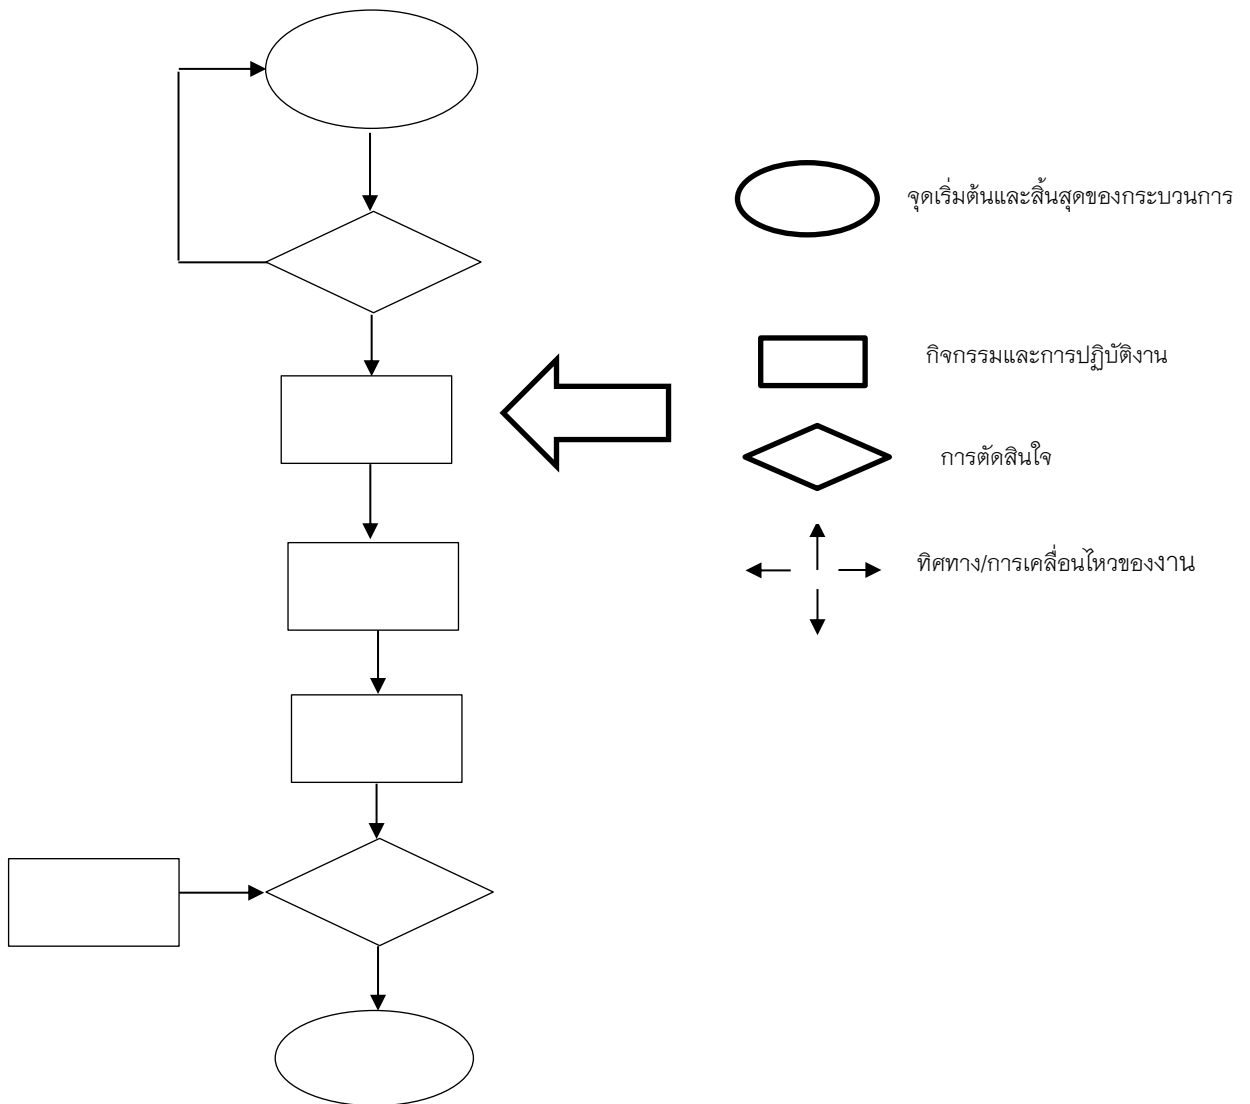 จุดเริ่มต้นและสิ้นสุดของกระบวนการ
กิจกรรมและการปฏิบัติงาน
การตัดสินใจ
ทิศทาง/การเคลื่อนไหวของงาน